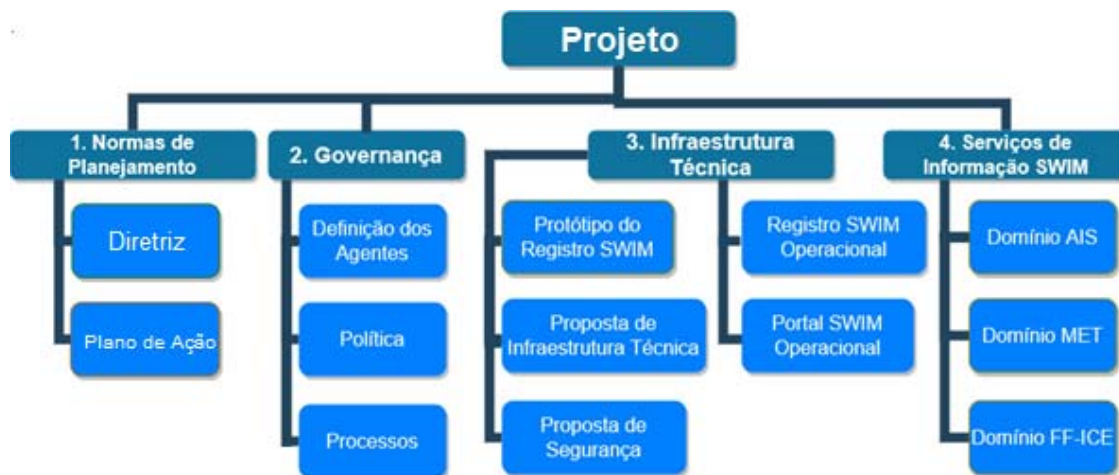 Projeto
1. Normas de
Planejamento
Diretriz
Plano de Ação
2. Governança
Definição dos
Agentes
Política
Processos
3. Infraestrutura
Técnica
Protótipo do
Registro SWIM
Proposta de
Infraestrutura Técnica
Proposta de
Segurança
Registro SWIM
Operacional
Portal SWIM
Operacional
4. Serviços de
Informação SWIM
Domínio AIS
Domínio MET
Domínio FF-ICE